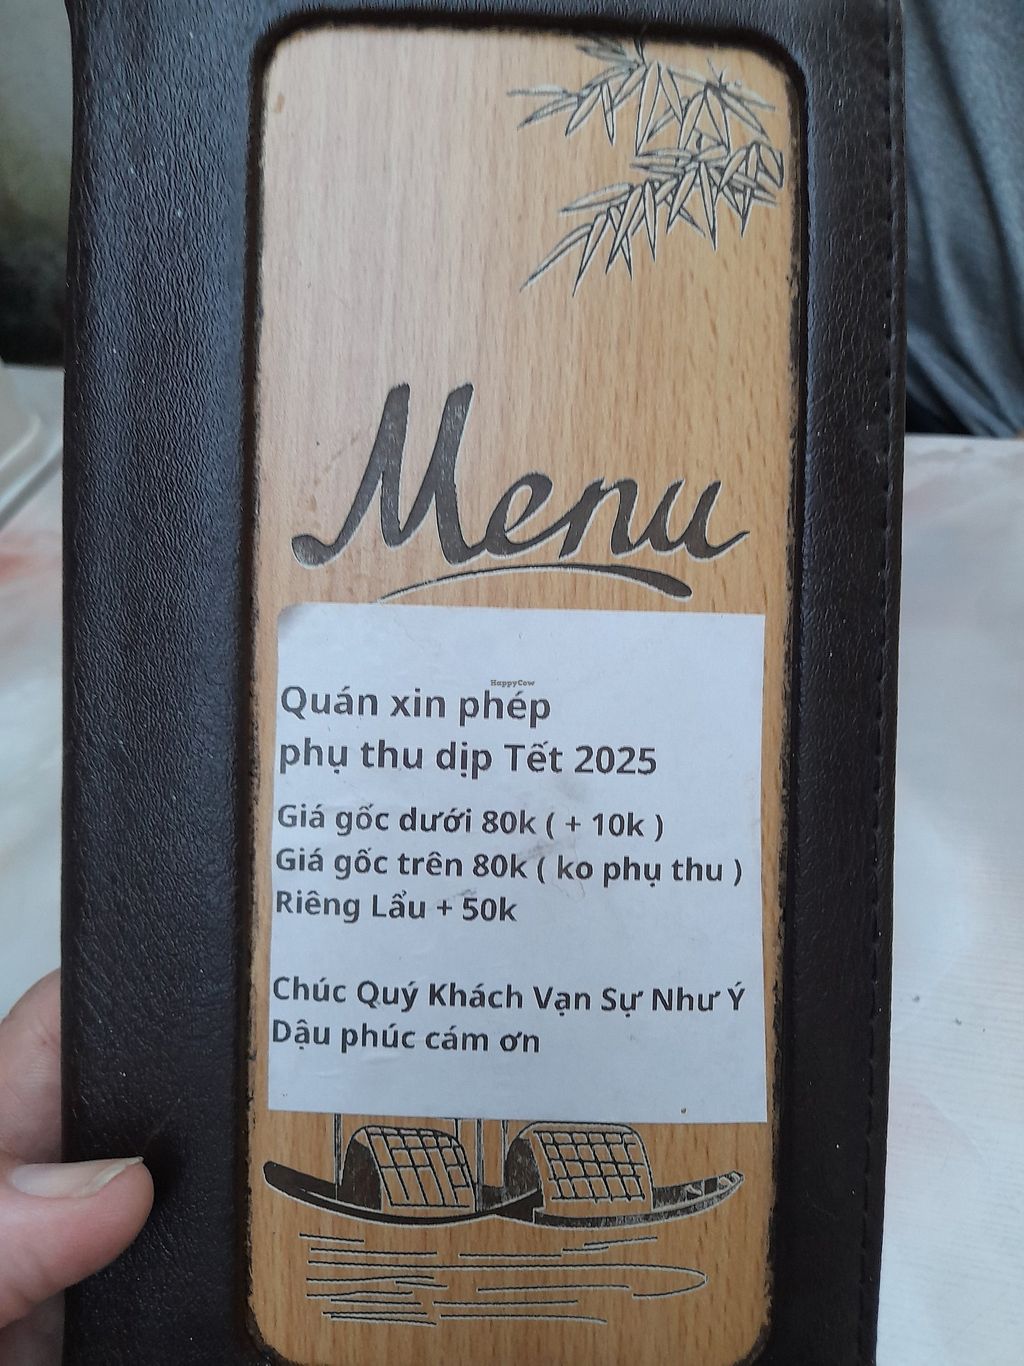 Menu
HappyCow
Quán xin phép
phụ thu dịp Tết 2025
Giá gốc dưới 80k ( + 10k )
Giá gốc trên 80k ( ko phụ thu )
Riêng Lẩu + 50k
Chúc Quý Khách Vạn Sự Như Ý
Dậu phúc cám ơn